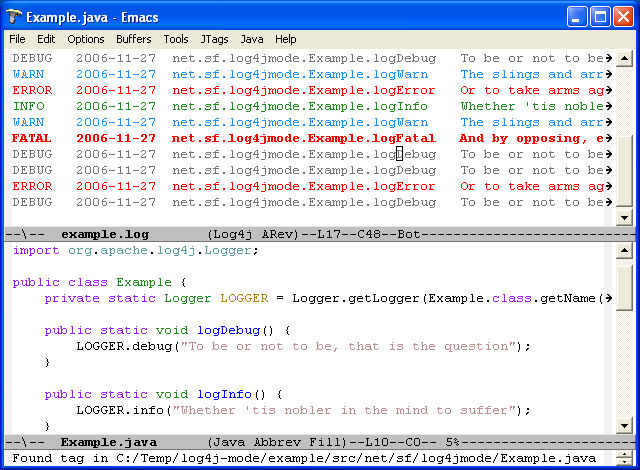 Example.java - Emacs
File Edit Options Buffers Tools JTags Java Help
DEBUG 2006-11-27 net.sf.log4jmode.Example.logDebug To be or not to be
WARN 2006-11-27 net.sf.log4jmode.Example.logWarn The slings and arr
ERROR 2006-11-27 net.sf.log4jmode.Example.logError Or to take arms ag
INFO 2006-11-27 net.sf.log4jmode.Example.logInfo Whether 'tis noble
WARN 2006-11-27 net.sf.log4jmode.Example.logWarn The slings and arr
FATAL 2006-11-27 net.sf.log4jmode.Example.logFatal And by opposing, e
DEBUG 2006-11-27 net.sf.log4jmode.Example.logDebug To be or not to be
DEBUG 2006-11-27 net.sf.log4jmode.Example.logDebug To be or not to be
ERROR 2006-11-27 net.sf.log4jmode.Example.logError Or to take arms ag
DEBUG 2006-11-27 net.sf.log4jmode.Example.logDebug To be or not to be
--\-- example.log (Log4j ARev)--L17--C48--Bot---------------------------
import org.apache.log4j.Logger;
public class Example {
    private static Logger LOGGER = Logger.getLogger(Example.class.getName(
    public static void logDebug() {
        LOGGER.debug("To be or not to be, that is the question");
    }
    public static void logInfo() {
        LOGGER.info("Whether 'tis nobler in the mind to suffer");
--\-- Example.java (Java Abbrev Fill)--L10--C0-- 5%----------------------
Found tag in C:/Temp/log4j-mode/example/src/net/sf/log4jmode/Example.java